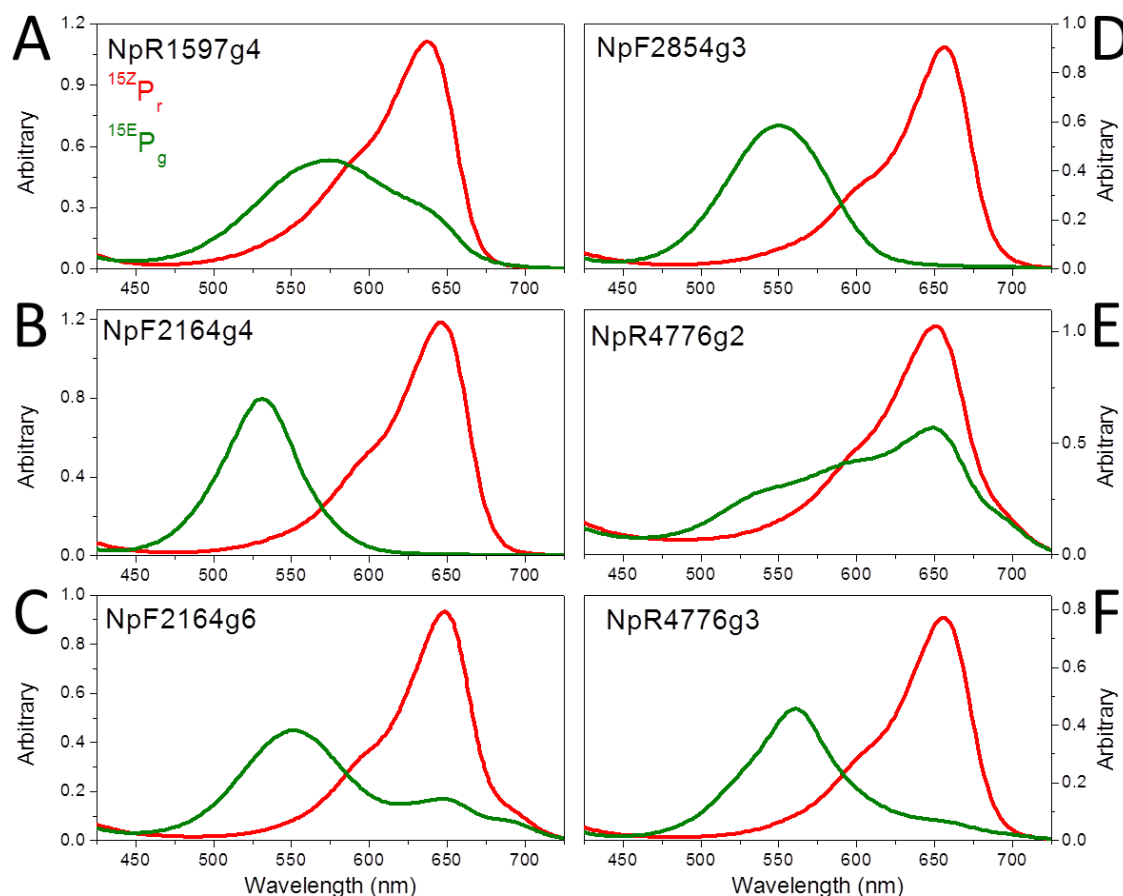 A
NpR1597g4
15Z P r
15E P g
Arbitrary
1.2
0.9
0.6
0.3
0.0
450 500 550 600 650 700
NpF2854g3
D
Arbitrary
1.0
0.8
0.6
0.4
0.2
0.0
450 500 550 600 650 700
B
NpF2164g4
Arbitrary
1.2
0.8
0.4
0.0
450 500 550 600 650 700
NpR4776g2
E
Arbitrary
1.0
0.5
0.0
450 500 550 600 650 700
C
NpF2164g6
Arbitrary
1.0
0.8
0.6
0.4
0.2
0.0
450 500 550 600 650 700
Wavelength (nm)
NpR4776g3
F
Arbitrary
0.8
0.6
0.4
0.2
0.0
450 500 550 600 650 700
Wavelength (nm)